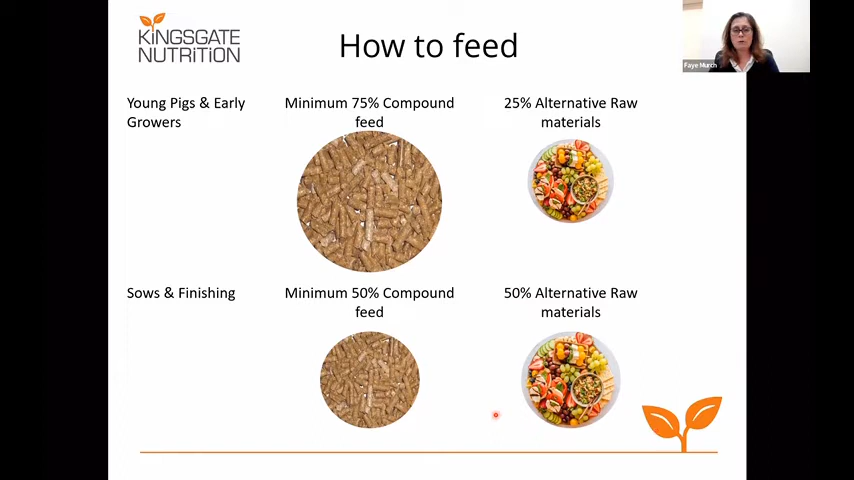 KINGSGATE
NUTRITION
How to feed
Faye Murch
Young Pigs & Early
Growers
Minimum 75% Compound
feed
25% Alternative Raw
materials
Sows & Finishing
Minimum 50% Compound
feed
50% Alternative Raw
materials